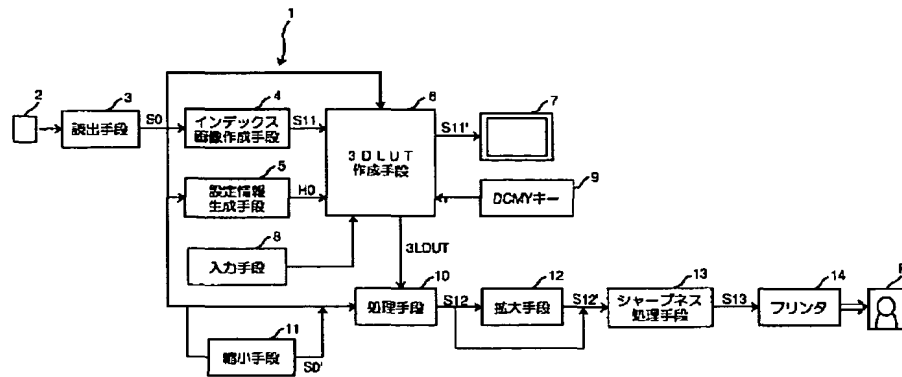 1
2
3
読出手段
S0
4
インデックス
画像作成手段
S11
6
3DLUT
作成手段
S11'
7
5
設定情報
生成手段
H0
DCMYキー
9
8
入力手段
3LDUT
10
処理手段
S12
12
拡大手段
S12'
13
シャープネス
処理手段
S13
14
プリンタ
P
11
縮小手段
S0'